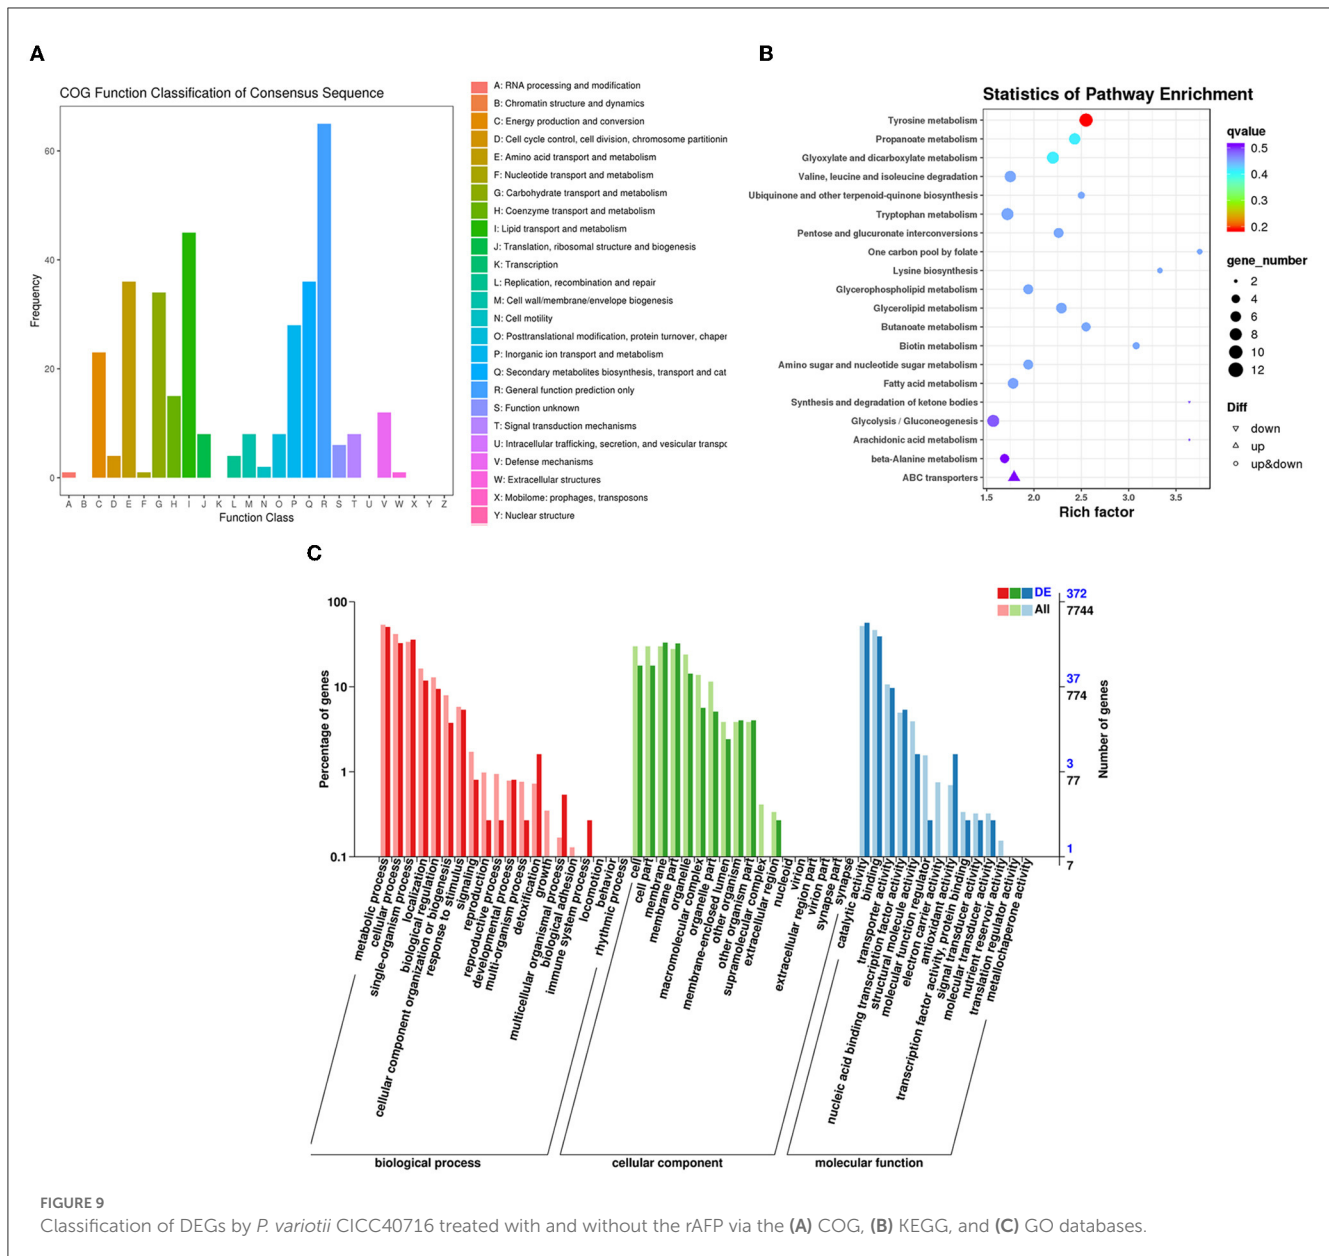 A
COG Function Classification of Consensus Sequence
Frequency
60
40
20
0
A B C D E F G H I J K L M N O P Q R S T U V W X Y Z
Function Class
A: RNA processing and modification
B: Chromatin structure and dynamics
C: Energy production and conversion
D: Cell cycle control, cell division, chromosome partitionin
E: Amino acid transport and metabolism
F: Nucleotide transport and metabolism
G: Carbohydrate transport and metabolism
H: Coenzyme transport and metabolism
I: Lipid transport and metabolism
J: Translation, ribosomal structure and biogenesis
K: Transcription
L: Replication, recombination and repair
M: Cell wall/membrane/envelope biogenesis
N: Cell motility
O: Posttranslational modification, protein turnover, chaper
P: Inorganic ion transport and metabolism
Q: Secondary metabolites biosynthesis, transport and cat
R: General function prediction only
S: Function unknown
T: Signal transduction mechanisms
U: Intracellular trafficking, secretion, and vesicular transpo
V: Defense mechanisms
W: Extracellular structures
X: Mobilome: prophages, transposons
Y: Nuclear structure
B
Statistics of Pathway Enrichment
Tyrosine metabolism
Propanoate metabolism
Glyoxylate and dicarboxylate metabolism
Valine, leucine and isoleucine degradation
Ubiquinone and other terpenoid-quinone biosynthesis
Tryptophan metabolism
Pentose and glucuronate interconversions
One carbon pool by folate
Lysine biosynthesis
Glycerophospholipid metabolism
Glycerolipid metabolism
Butanoate metabolism
Biotin metabolism
Amino sugar and nucleotide sugar metabolism
Fatty acid metabolism
Synthesis and degradation of ketone bodies
Glycolysis / Gluconeogenesis
Arachidonic acid metabolism
beta-Alanine metabolism
ABC transporters
1.5 2.0 2.5 3.0 3.5
Rich factor
qvalue
0.5
0.4
0.3
0.2
gene_number
2
4
6
8
10
12
Diff
down
up
up&down
C
Percentage of genes
100
10
1
0.1
DE
All
372
7744
37
774
3
77
1
7
Number of genes
metabolic process
cellular process
single-organism process
localization
biological regulation
cellular component organization or biogenesis
response to stimulus
signaling
reproduction
reproductive process
developmental process
multi-organism process
detoxification
growth
multicellular organismal process
biological adhesion
immune system process
locomotion
behavior
rhythmic process
cell
cell part
membrane
membrane part
organelle
macromolecular complex
organelle part
membrane-enclosed lumen
other organism
other organism part
supramolecular complex
extracellular region
nucleoid
virion
extracellular region part
virion part
synapse part
synapse
catalytic activity
binding
transporter activity
nucleic acid binding transcription factor activity
structural molecule activity
molecular function regulator
electron carrier activity
antioxidant activity
transcription factor activity, protein binding
signal transducer activity
molecular transducer activity
nutrient reservoir activity
translation regulator activity
metallochaperone activity
biological process
cellular component
molecular function
FIGURE 9
Classification of DEGs by P. variotii CICC40716 treated with and without the rAFP via the (A) COG, (B) KEGG, and (C) GO databases.